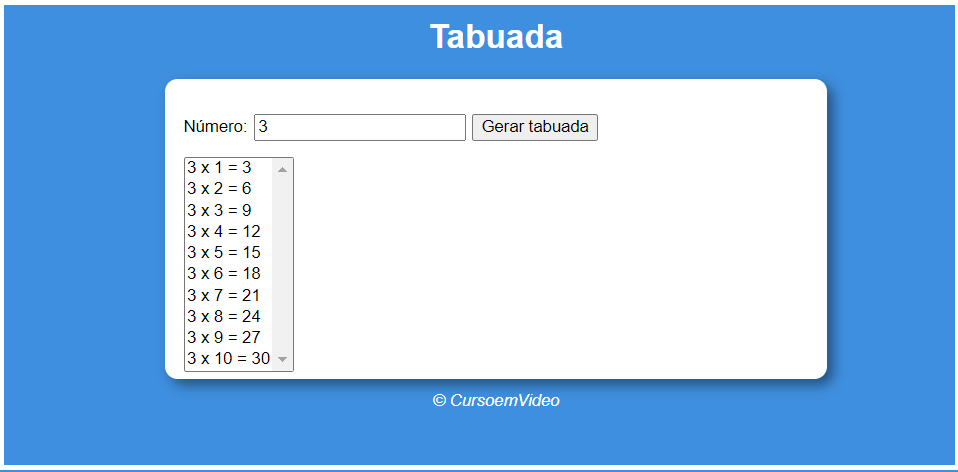 Tabuada
Número: 3 Gerar tabuada
3 x 1 = 3
3 x 2 = 6
3 x 3 = 9
3 x 4 = 12
3 x 5 = 15
3 x 6 = 18
3 x 7 = 21
3 x 8 = 24
3 x 9 = 27
3 x 10 = 30
© CursoemVideo